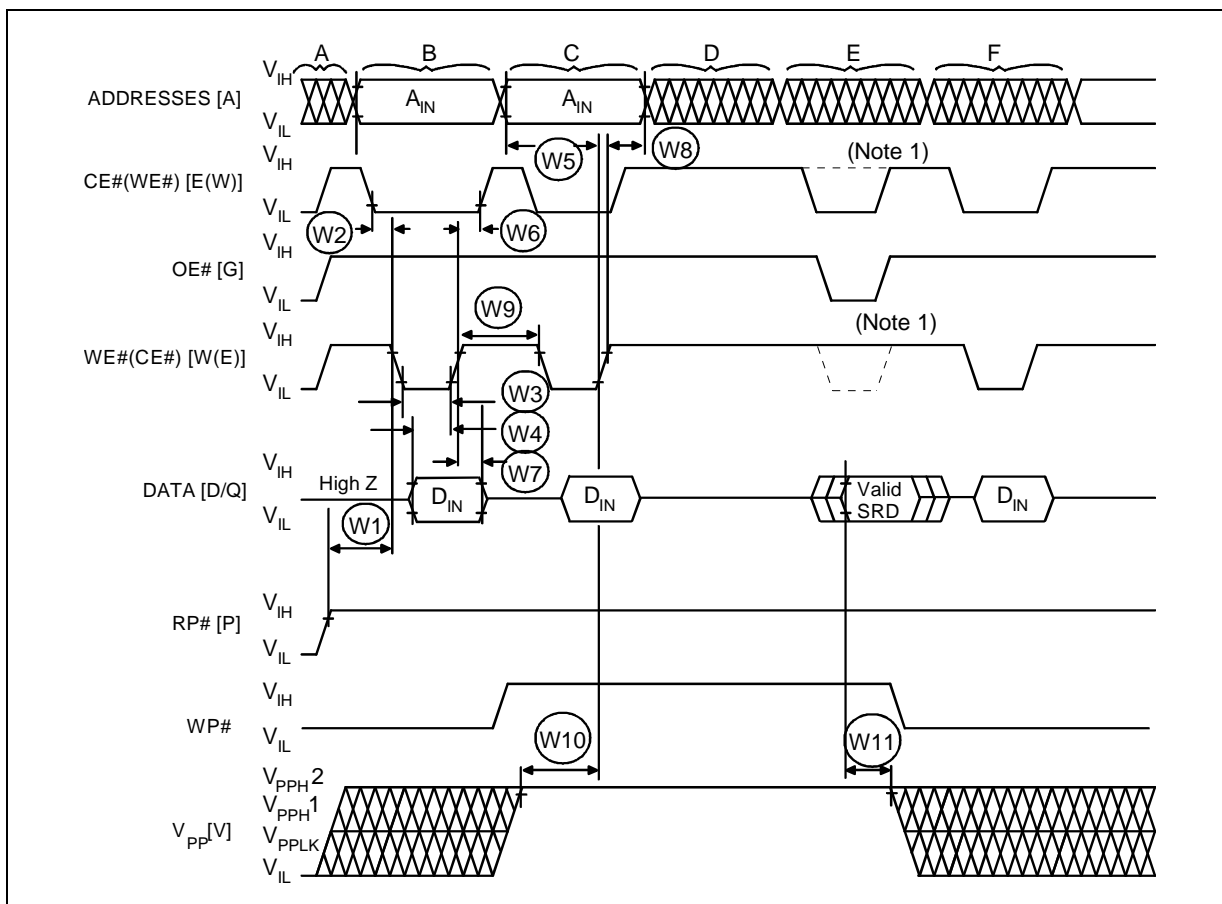 A B C D E F
V_IH
ADDRESSES [A] A_IN A_IN
V_IL
W5 W8
V_IH (Note 1)
CE#(WE#) [E(W)]
V_IL
W2 W6
V_IH
OE# [G]
V_IL
W9
V_IH (Note 1)
WE#(CE#) [W(E)]
V_IL
W3
W4
W7
V_IH
High Z
DATA [D/Q] D_IN D_IN Valid SRD D_IN
V_IL
W1
V_IH
RP# [P]
V_IL
V_IH
WP#
V_IL
W10 W11
V_PPH2
V_PPH1
V_PP[V]
V_PPLK
V_IL